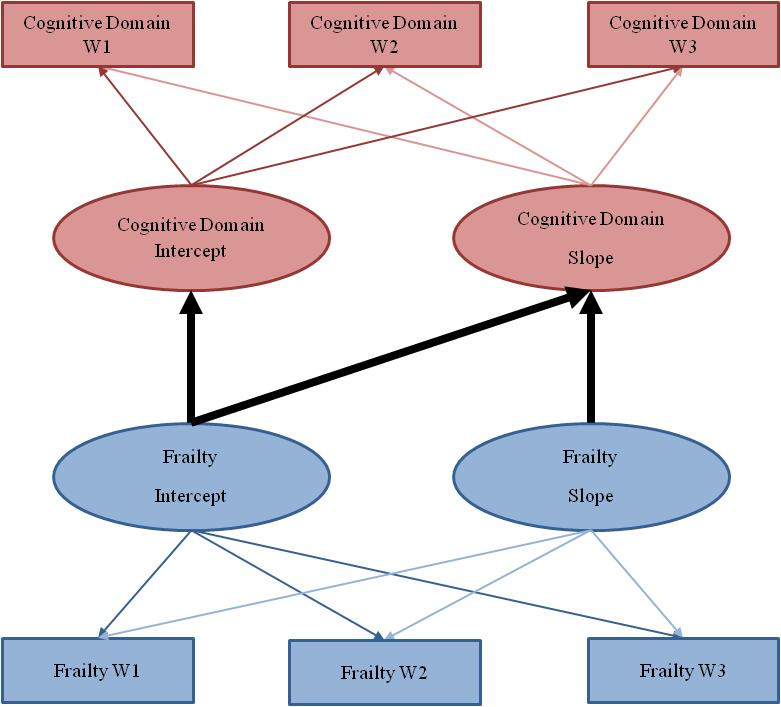 Cognitive Domain
W1
Cognitive Domain
W2
Cognitive Domain
W3
Cognitive Domain
Intercept
Cognitive Domain
Slope
Frailty
Intercept
Frailty
Slope
Frailty W1
Frailty W2
Frailty W3